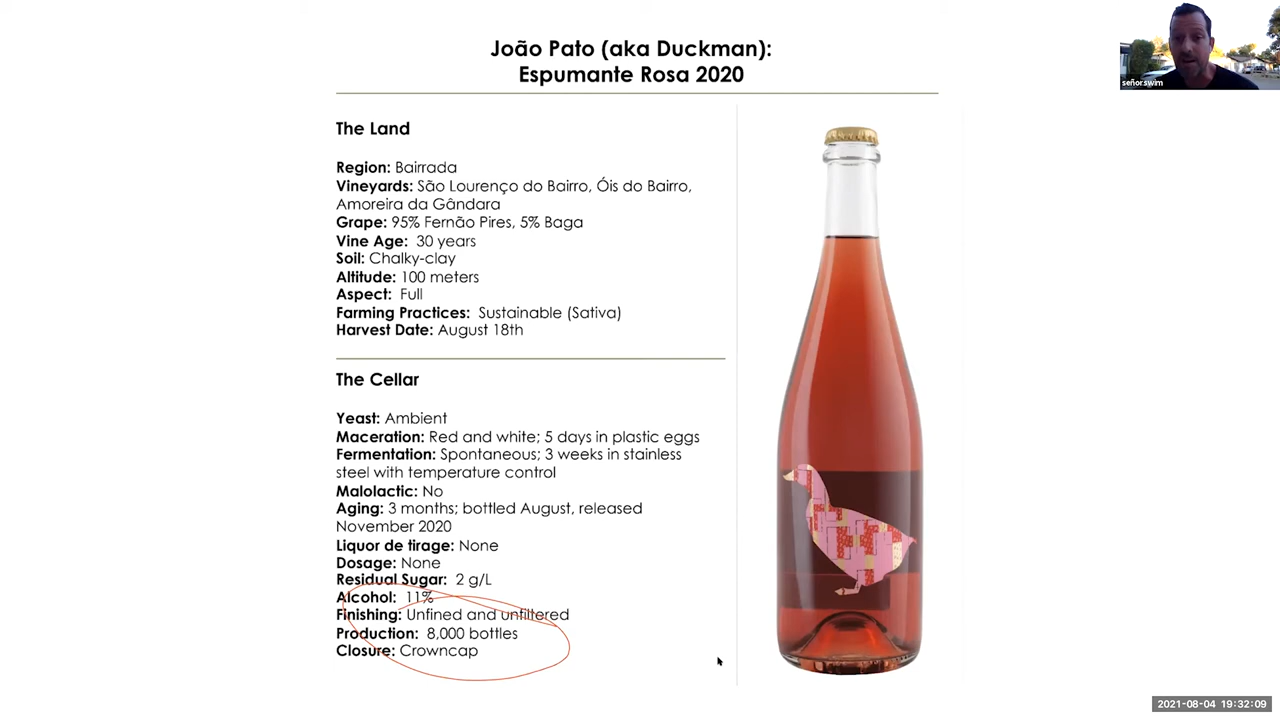 João Pato (aka Duckman):
Espumante Rosa 2020
señor.swim
The Land
Region: Bairrada
Vineyards: São Lourenço do Bairro, Óis do Bairro,
Amoreira da Gândara
Grape: 95% Fernão Pires, 5% Baga
Vine Age: 30 years
Soil: Chalky-clay
Altitude: 100 meters
Aspect: Full
Farming Practices: Sustainable (Sativa)
Harvest Date: August 18th
The Cellar
Yeast: Ambient
Maceration: Red and white; 5 days in plastic eggs
Fermentation: Spontaneous; 3 weeks in stainless
steel with temperature control
Malolactic: No
Aging: 3 months; bottled August, released
November 2020
Liquor de tirage: None
Dosage: None
Residual Sugar: 2 g/L
Alcohol: 11%
Finishing: Unfined and unfiltered
Production: 8,000 bottles
Closure: Crowncap
2021-08-04 19:32:09